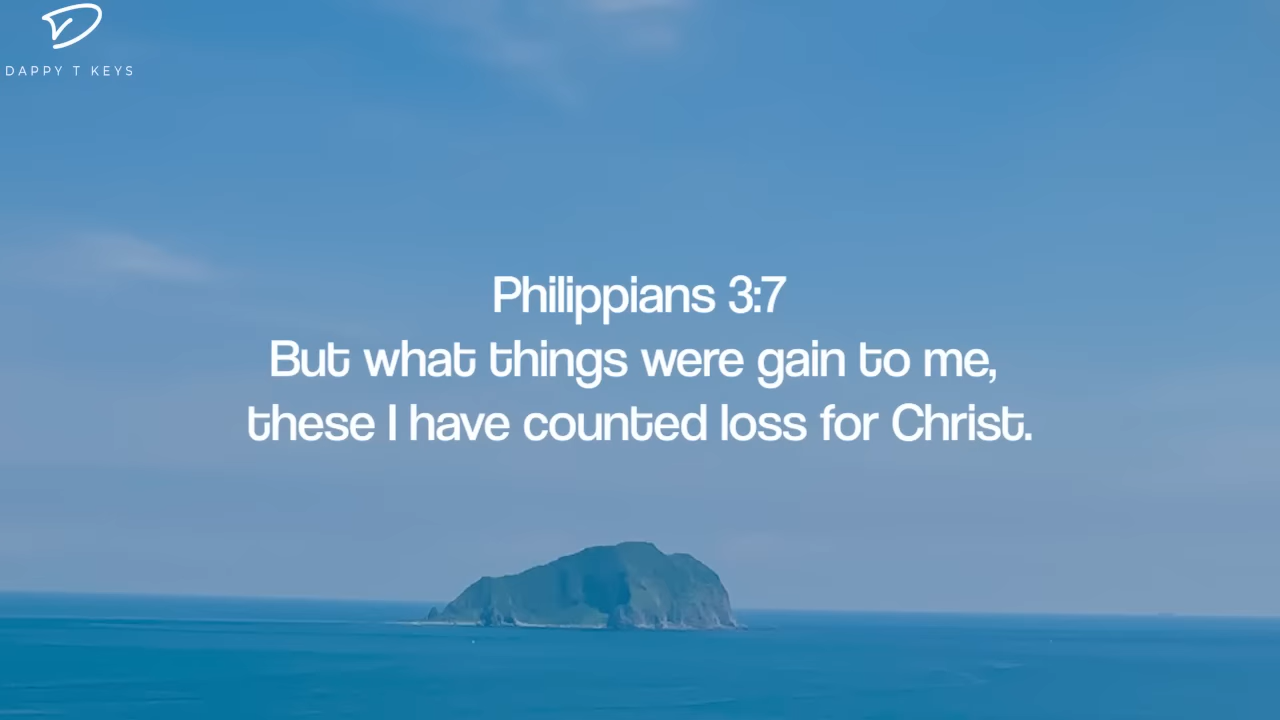 DAPPY T KEYS
Philippians 3:7
But what things were gain to me,
these I have counted loss for Christ.